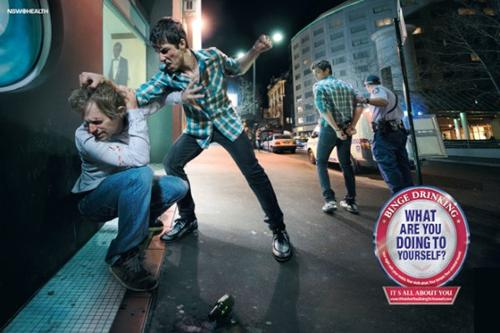 NSW HEALTH
BINGE DRINKING
WHAT
ARE YOU
DOING TO
YOURSELF?
IT'S ALL ABOUT YOU